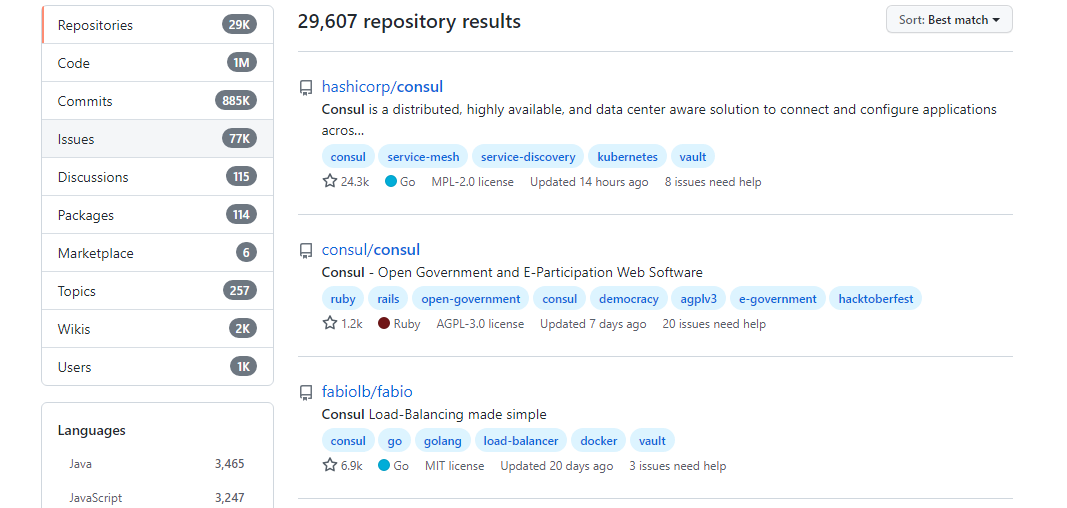 Repositories 29K
Code 1M
Commits 885K
Issues 77K
Discussions 115
Packages 114
Marketplace 6
Topics 257
Wikis 2K
Users 1K
Languages
Java 3,465
JavaScript 3,247
29,607 repository results
Sort: Best match
hashicorp/consul
Consul is a distributed, highly available, and data center aware solution to connect and configure applications
acros...
consul service-mesh service-discovery kubernetes vault
24.3k Go MPL-2.0 license Updated 14 hours ago 8 issues need help
consul/consul
Consul - Open Government and E-Participation Web Software
ruby rails open-government consul democracy agplv3 e-government hacktoberfest
1.2k Ruby AGPL-3.0 license Updated 7 days ago 20 issues need help
fabiolb/fabio
Consul Load-Balancing made simple
consul go golang load-balancer docker vault
6.9k Go MIT license Updated 20 days ago 3 issues need help